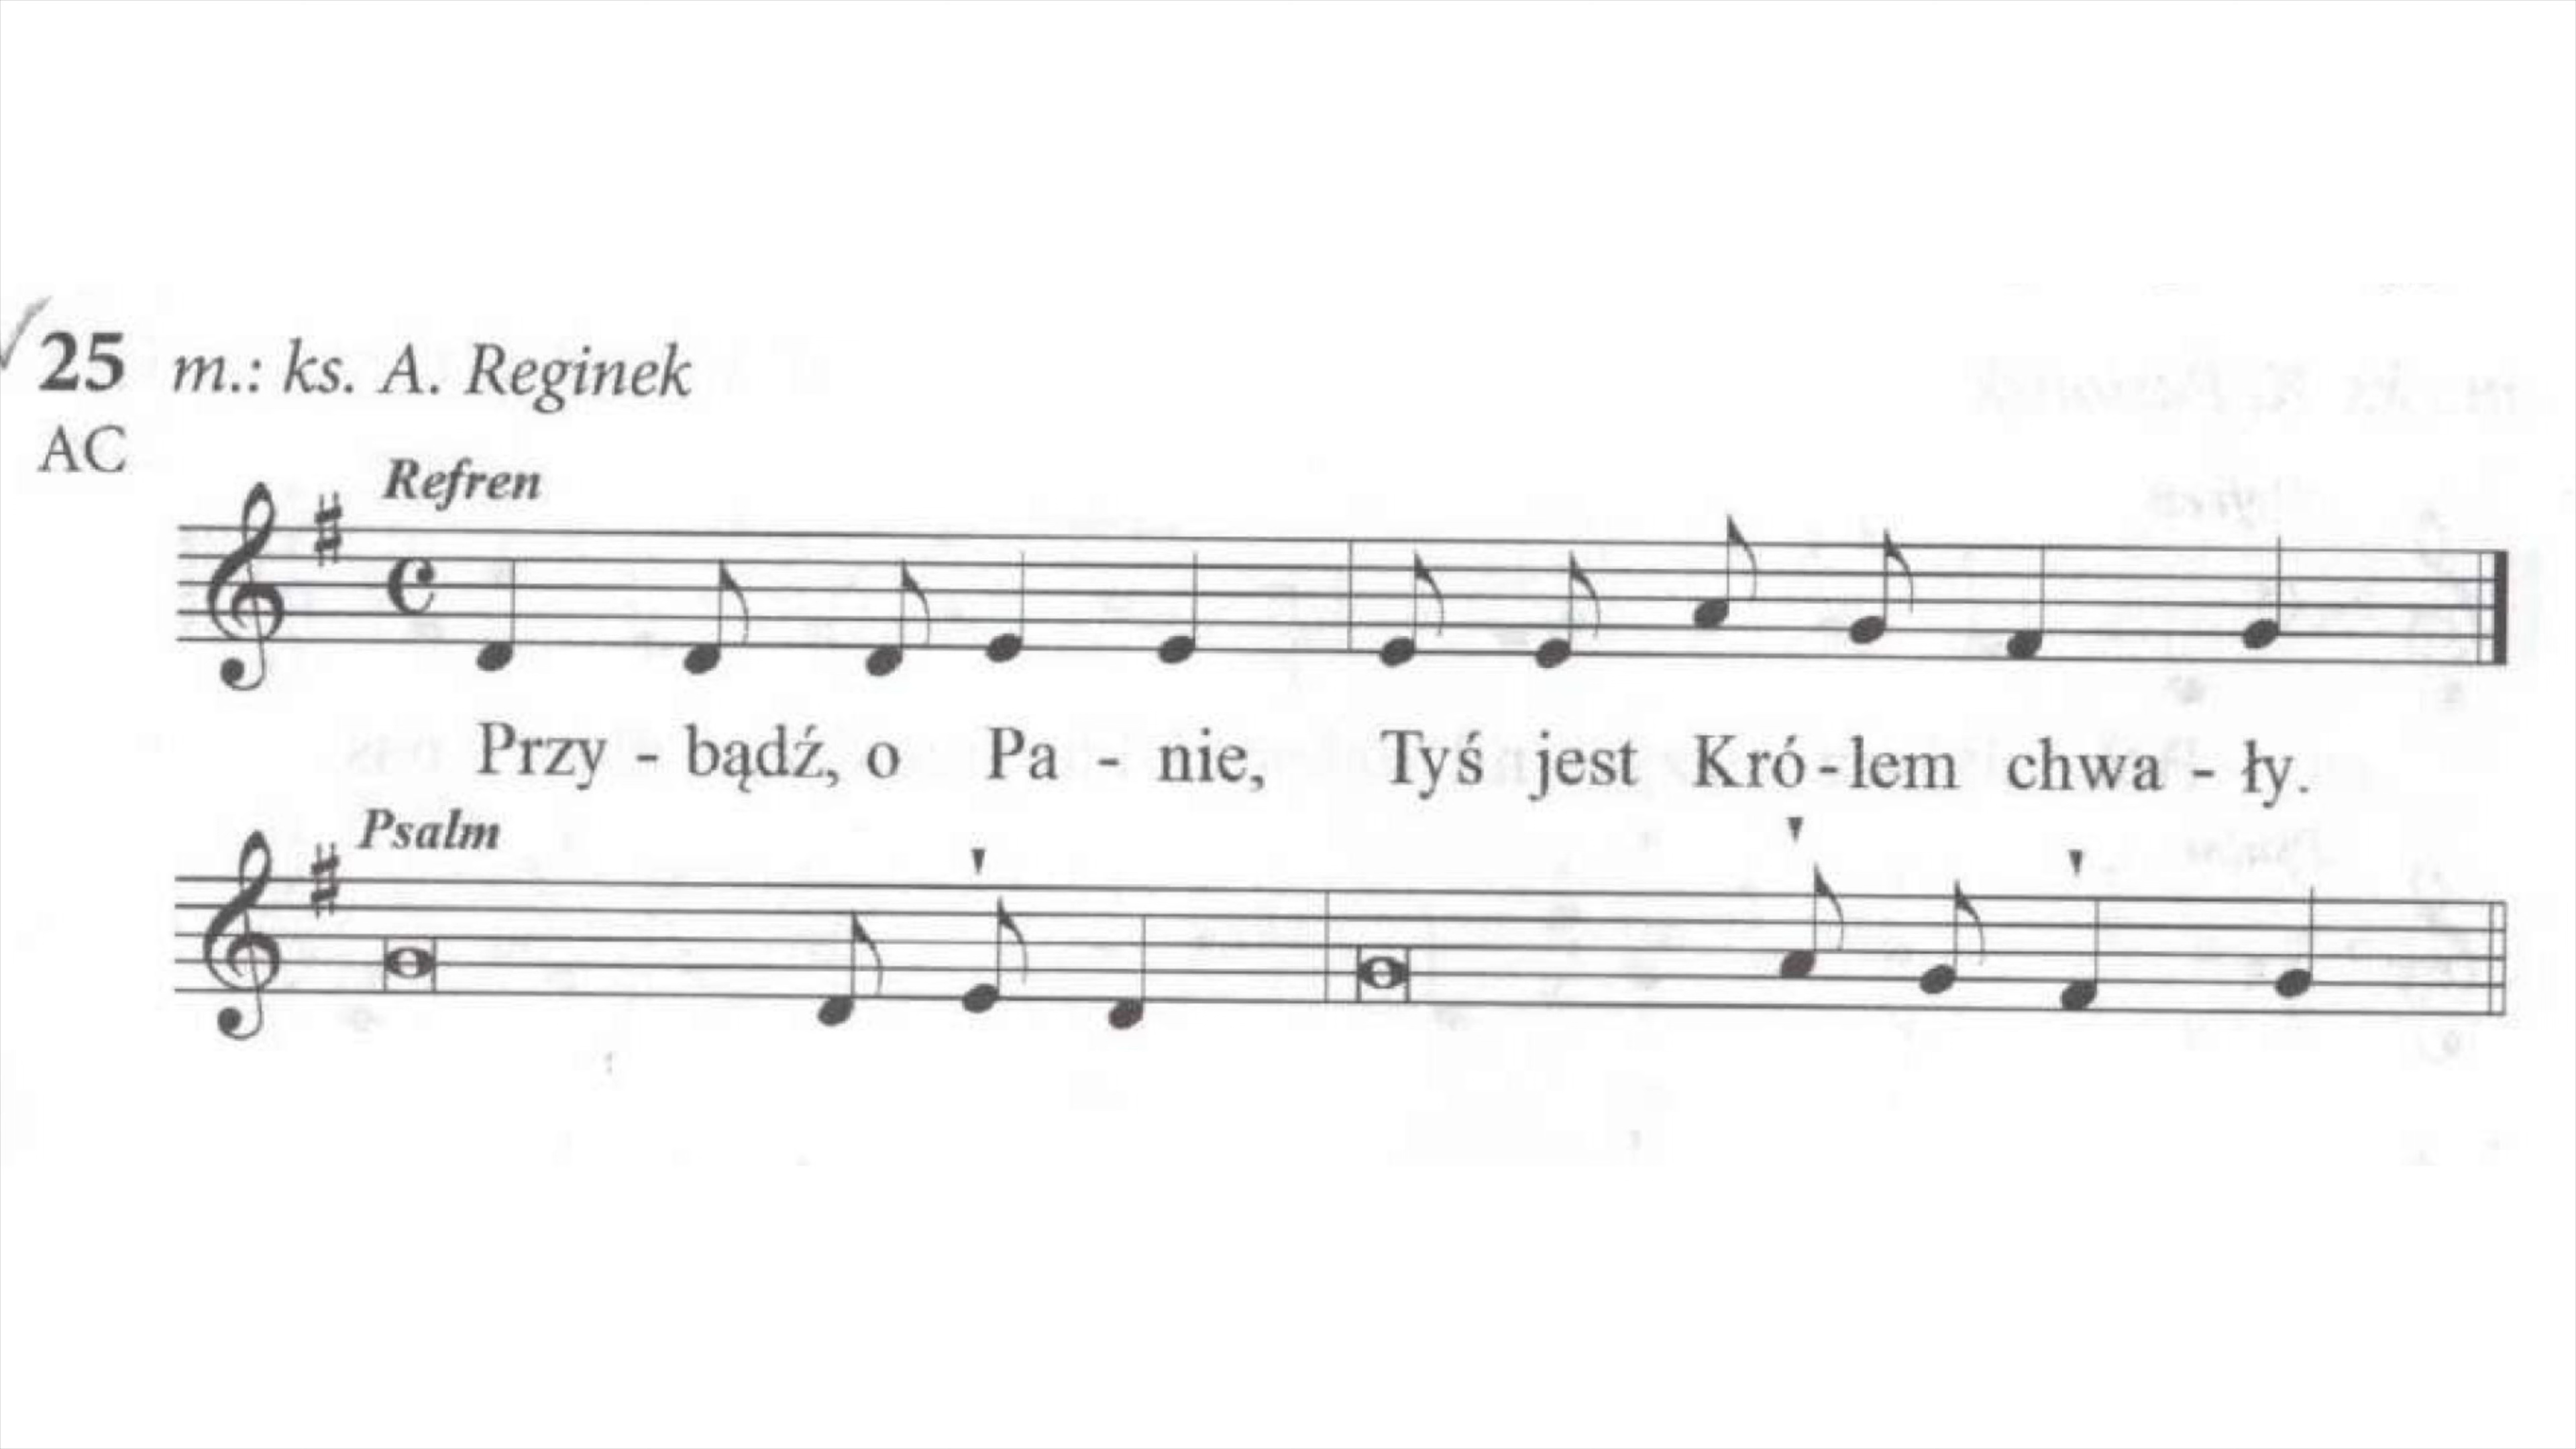 25 m.: ks. A. Reginek
AC
Refren
Przy - bądź, o Pa - nie, Tyś jest Kró - lem chwa - ły.
Psalm